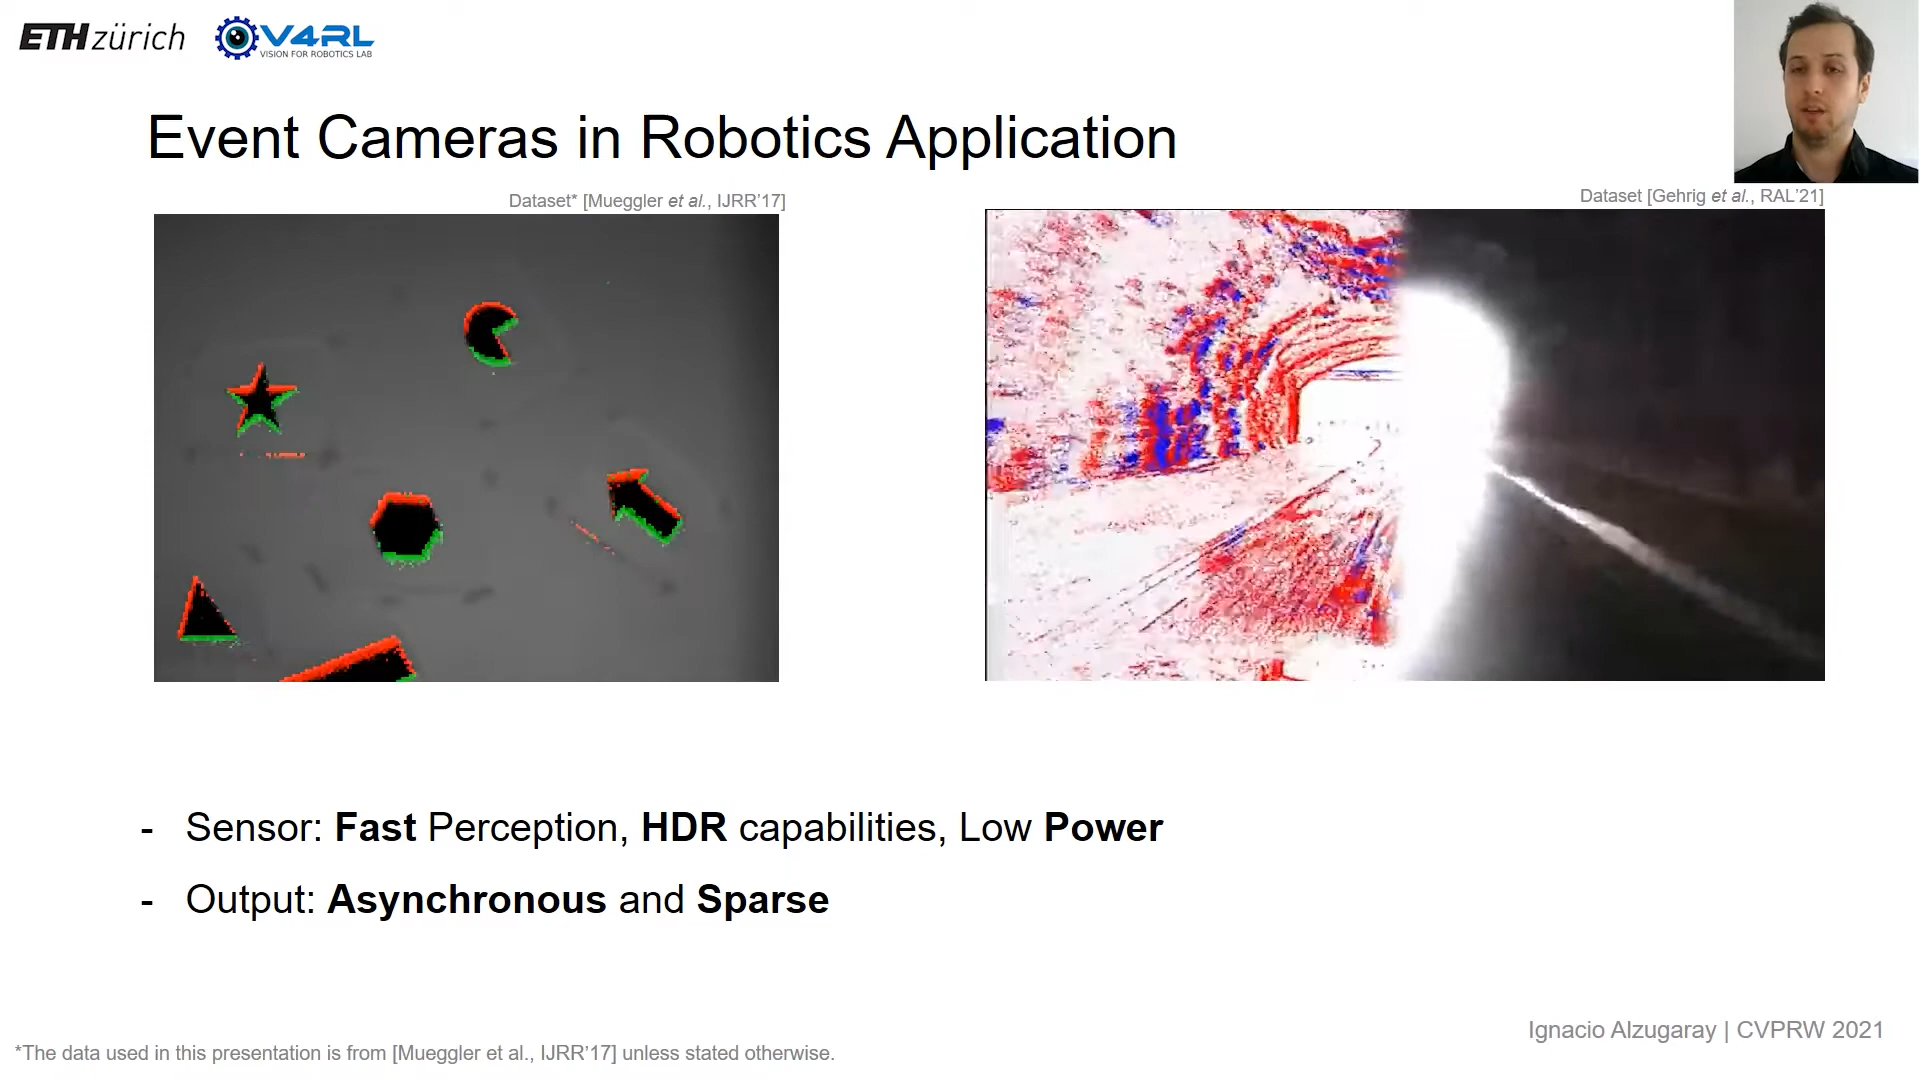 ETH zürich
V4RL
VISION FOR ROBOTICS LAB
Event Cameras in Robotics Application
Dataset* [Mueggler et al., IJRR’17]
Dataset [Gehrig et al., RAL’21]
- Sensor: Fast Perception, HDR capabilities, Low Power
- Output: Asynchronous and Sparse
Ignacio Alzugaray | CVPRW 2021
*The data used in this presentation is from [Mueggler et al., IJRR’17] unless stated otherwise.